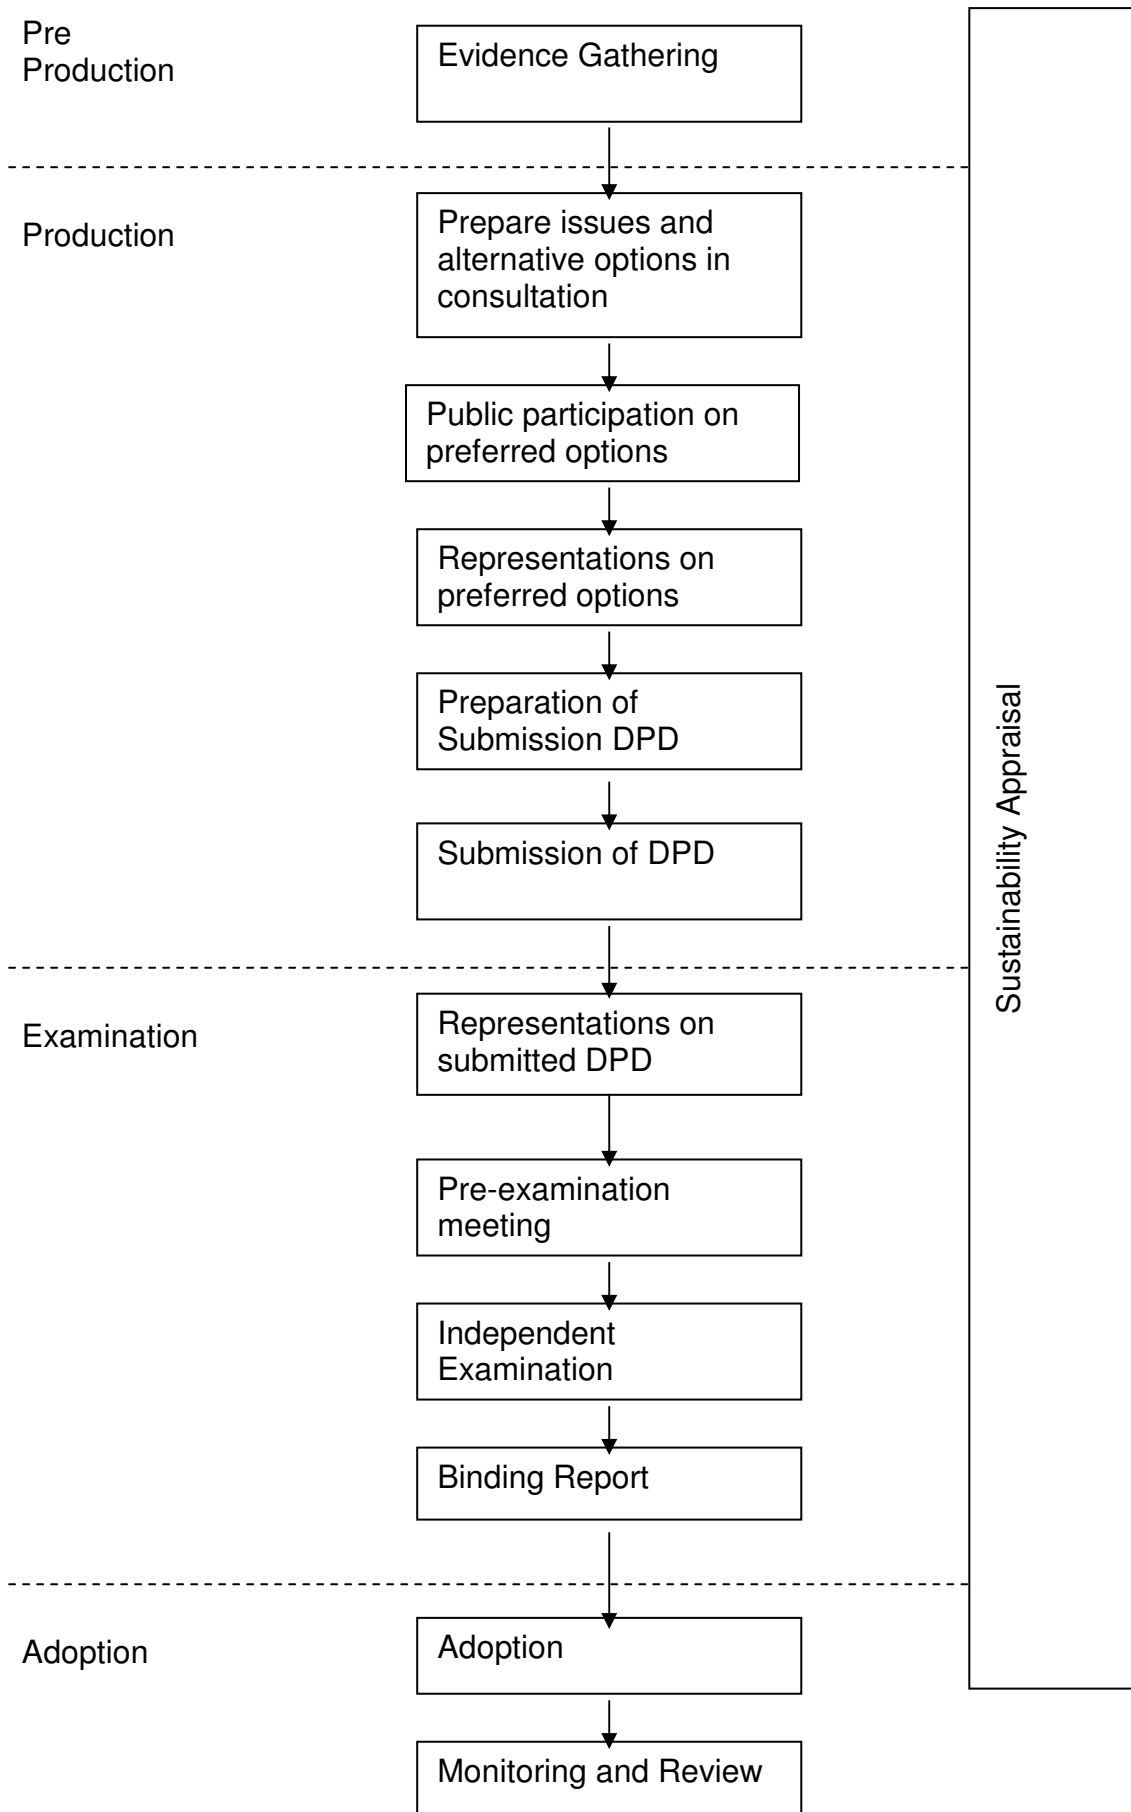 Pre
Production
Evidence Gathering
Production
Prepare issues and
alternative options in
consultation
Public participation on
preferred options
Representations on
preferred options
Preparation of
Submission DPD
Submission of DPD
Sustainability Appraisal
Examination
Representations on
submitted DPD
Pre-examination
meeting
Independent
Examination
Binding Report
Adoption
Adoption
Monitoring and Review